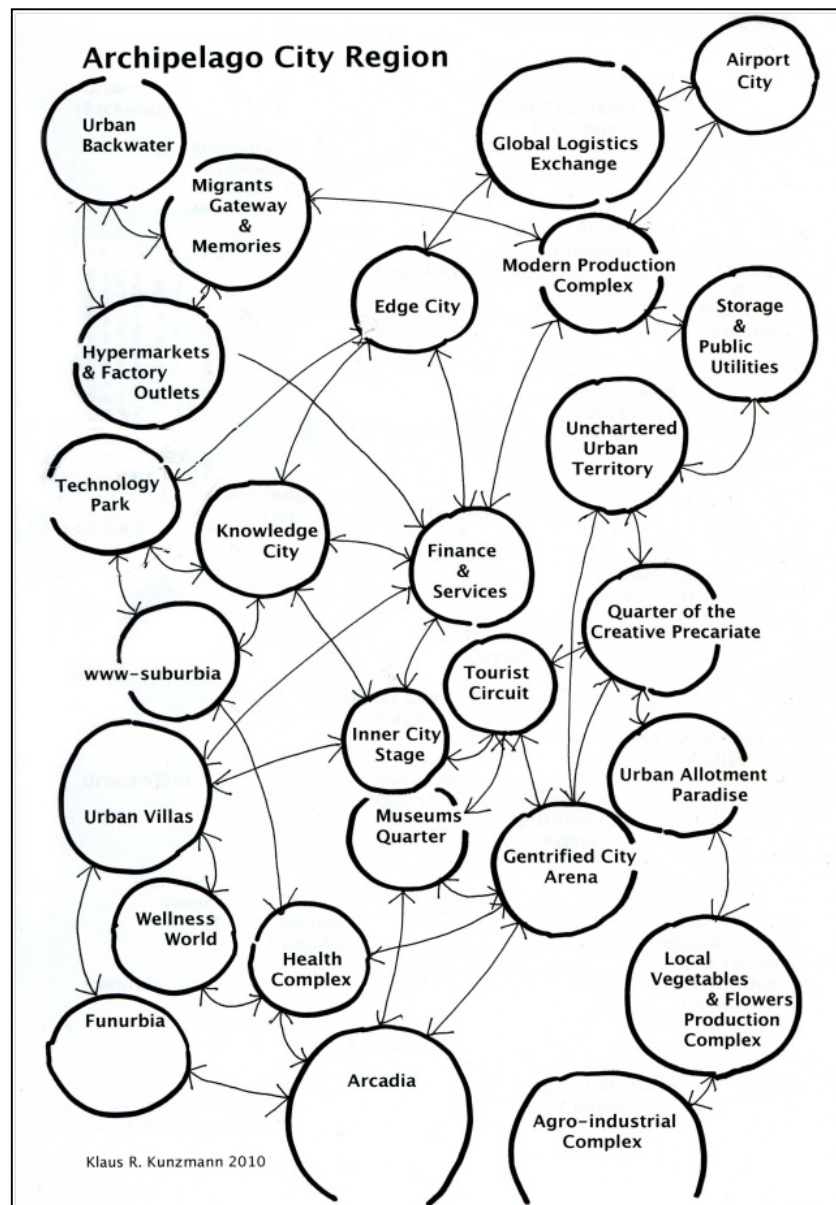 Archipelago City Region
Airport
City
Urban
Backwater
Global Logistics
Exchange
Migrants
Gateway
&
Memories
Modern Production
Complex
Edge City
Storage
&
Public
Utilities
Hypermarkets
& Factory
Outlets
Unchartered
Urban
Territory
Technology
Park
Knowledge
City
Finance
&
Services
Quarter of the
Creative Precariate
www-suburbia
Tourist
Circuit
Inner City
Stage
Urban Allotment
Paradise
Urban Villas
Museums
Quarter
Gentrified City
Arena
Wellness
World
Health
Complex
Local
Vegetables
& Flowers
Production
Complex
Funurbia
Arcadia
Agro-industrial
Complex
Klaus R. Kunzmann 2010